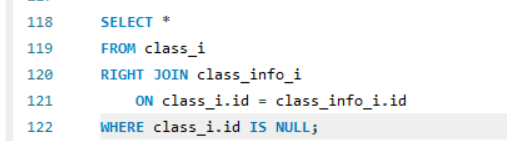 118 SELECT *
119 FROM class_i
120 RIGHT JOIN class_info_i
121 ON class_i.id = class_info_i.id
122 WHERE class_i.id IS NULL;